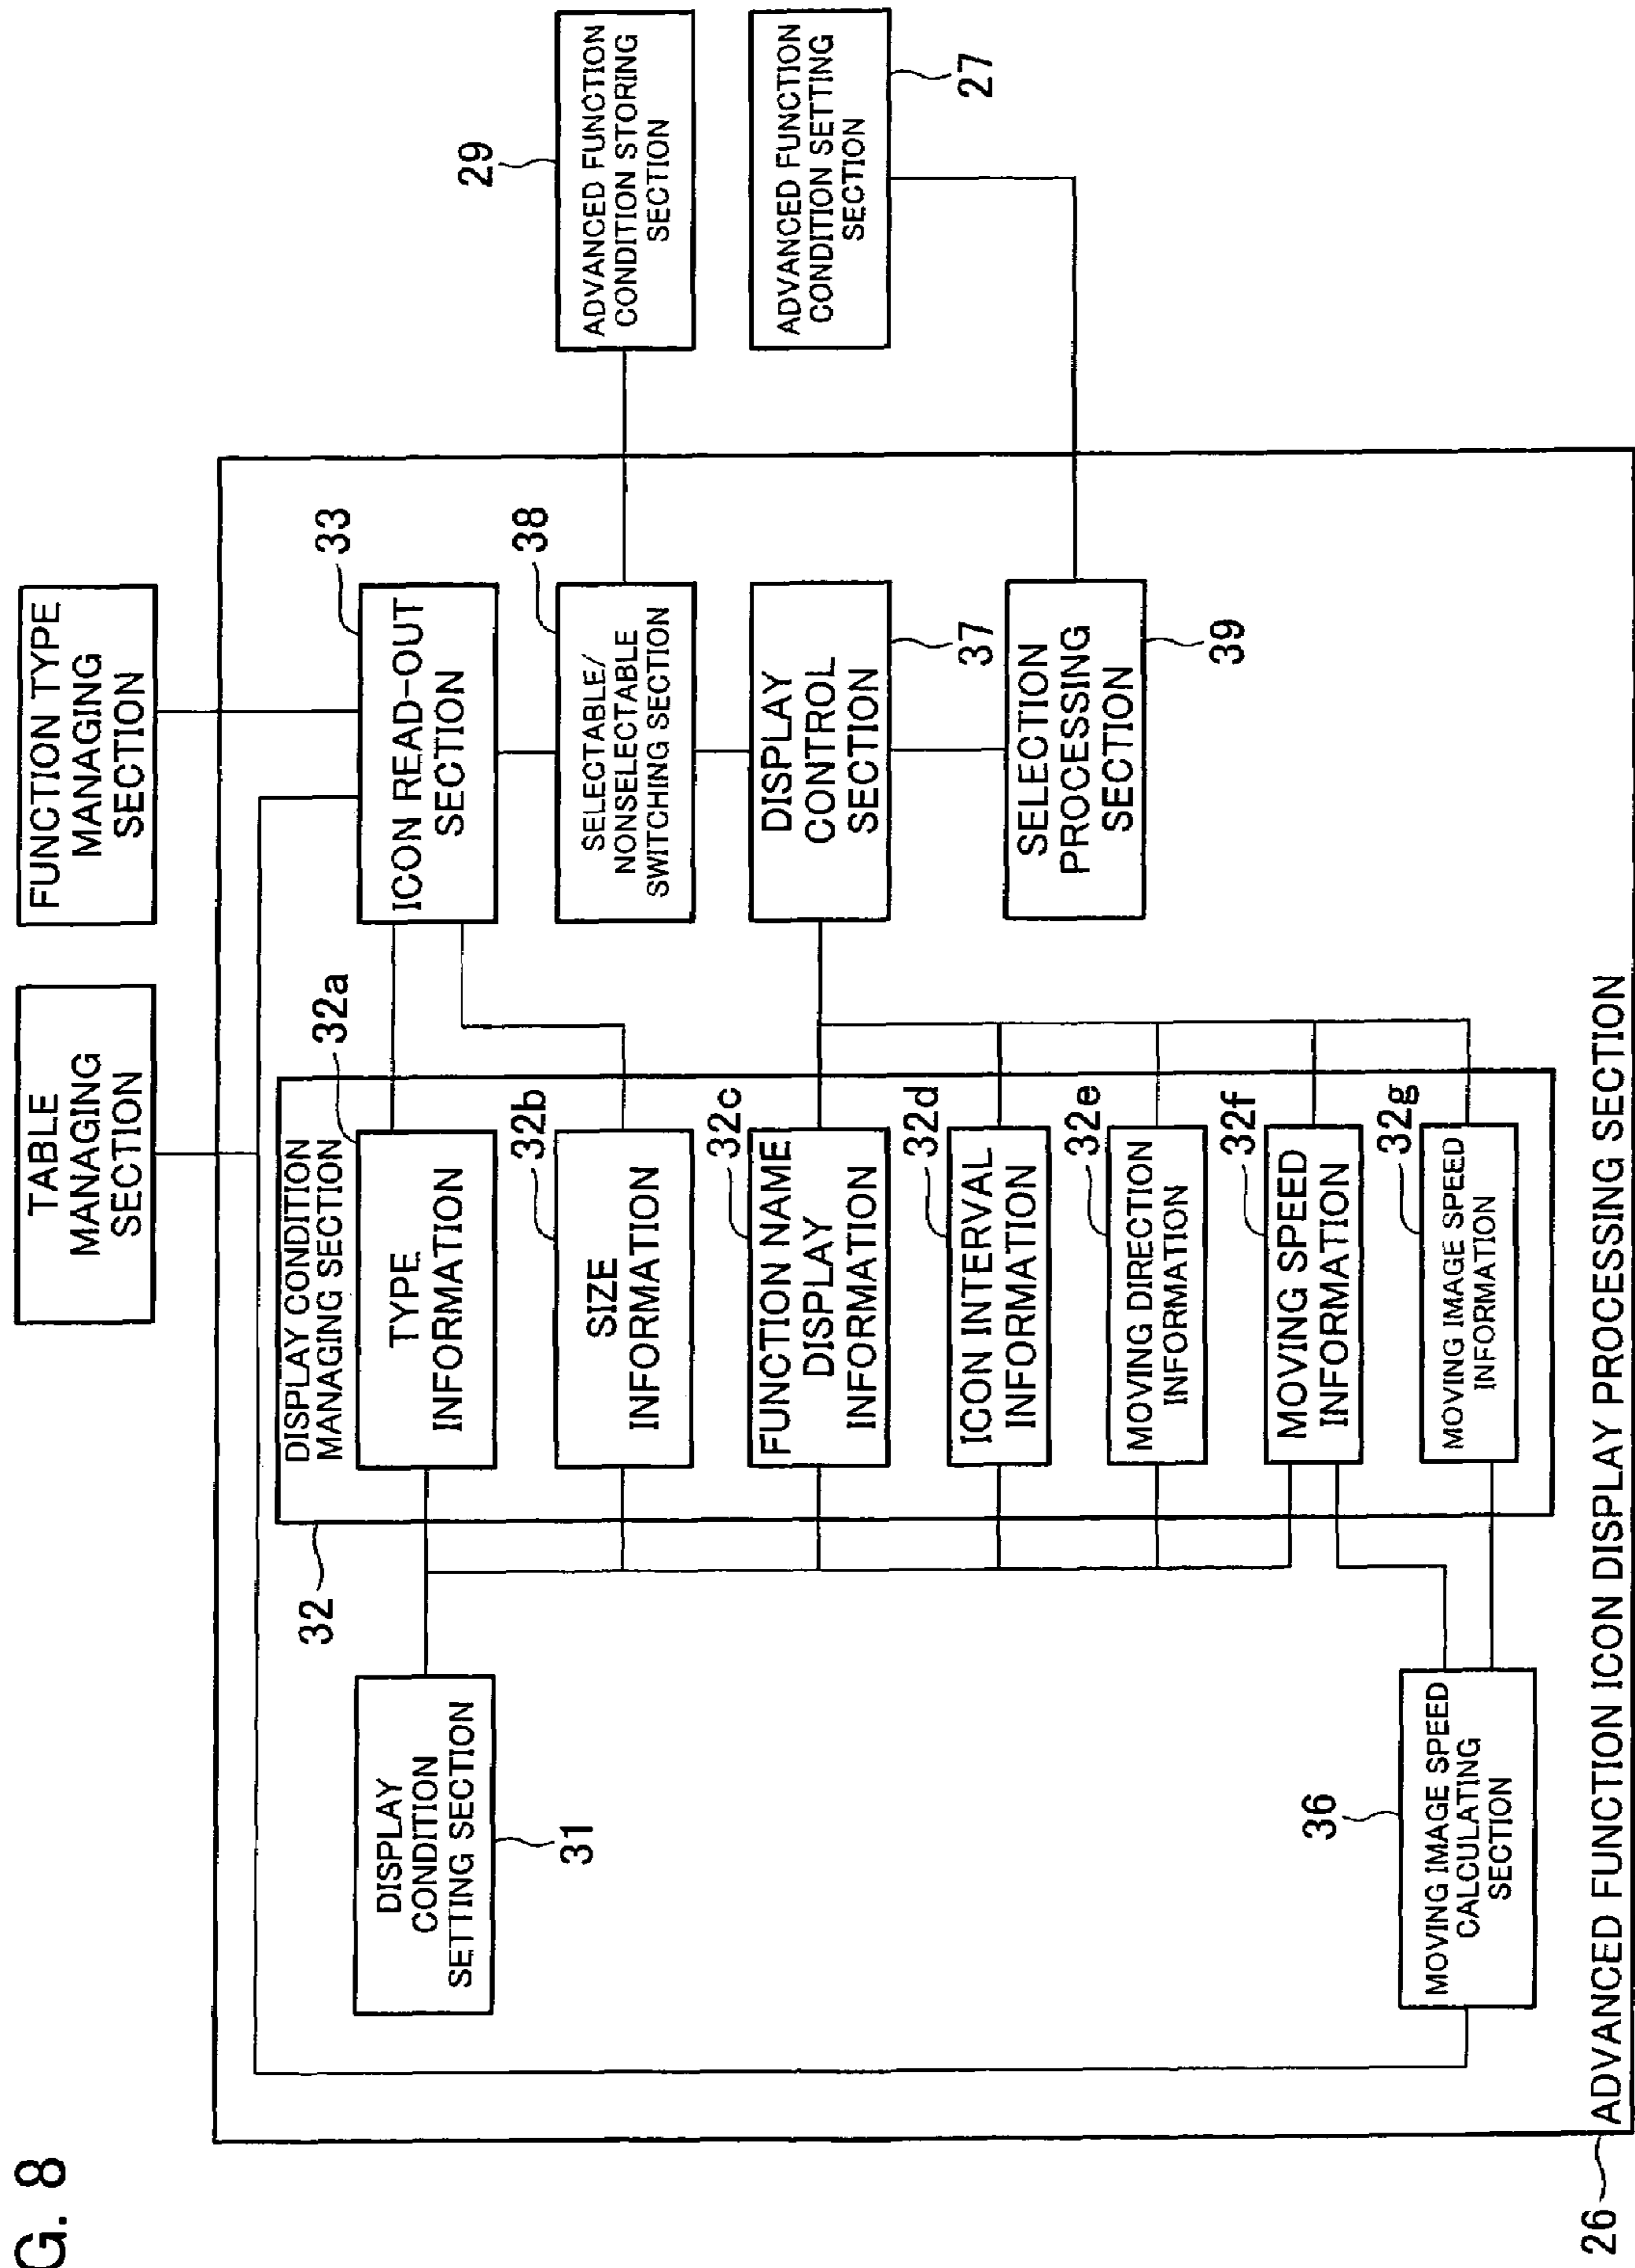 G. 8
TABLE
MANAGING
SECTION
FUNCTION TYPE
MANAGING
SECTION
DISPLAY
CONDITION
SETTING SECTION
31
32
DISPLAY CONDITION
MANAGING SECTION
32a
TYPE
INFORMATION
32b
SIZE
INFORMATION
32c
FUNCTION NAME
DISPLAY
INFORMATION
32d
ICON INTERVAL
INFORMATION
32e
MOVING DIRECTION
INFORMATION
32f
MOVING SPEED
INFORMATION
32g
MOVING IMAGE SPEED
INFORMATION
36
MOVING IMAGE SPEED
CALCULATING
SECTION
33
ICON READ-OUT
SECTION
38
SELECTABLE/
NONSELECTABLE
SWITCHING SECTION
DISPLAY
CONTROL
SECTION
37
SELECTION
PROCESSING
SECTION
39
29
ADVANCED FUNCTION
CONDITION STORING
SECTION
ADVANCED FUNCTION
CONDITION SETTING
SECTION
27
26
ADVANCED FUNCTION ICON DISPLAY PROCESSING SECTION